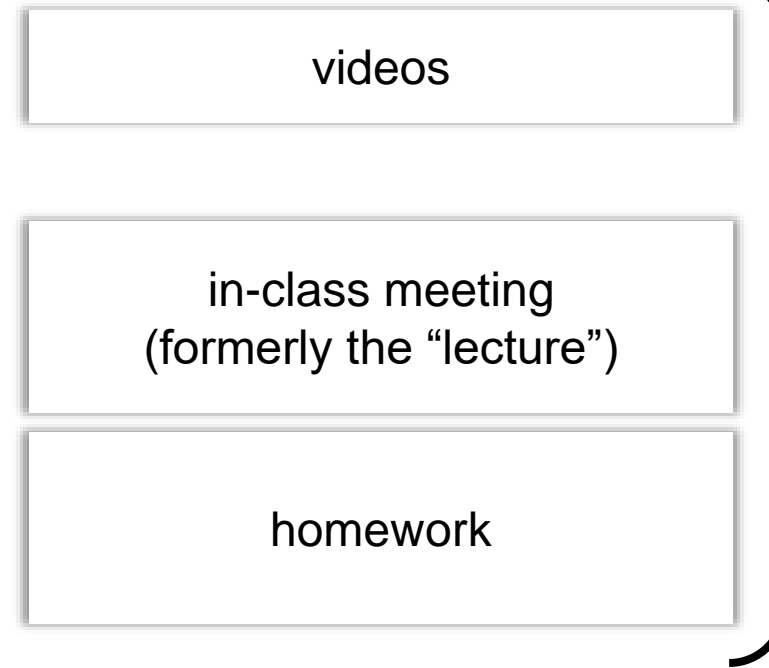 videos
in-class meeting
(formerly the “lecture”)
homework